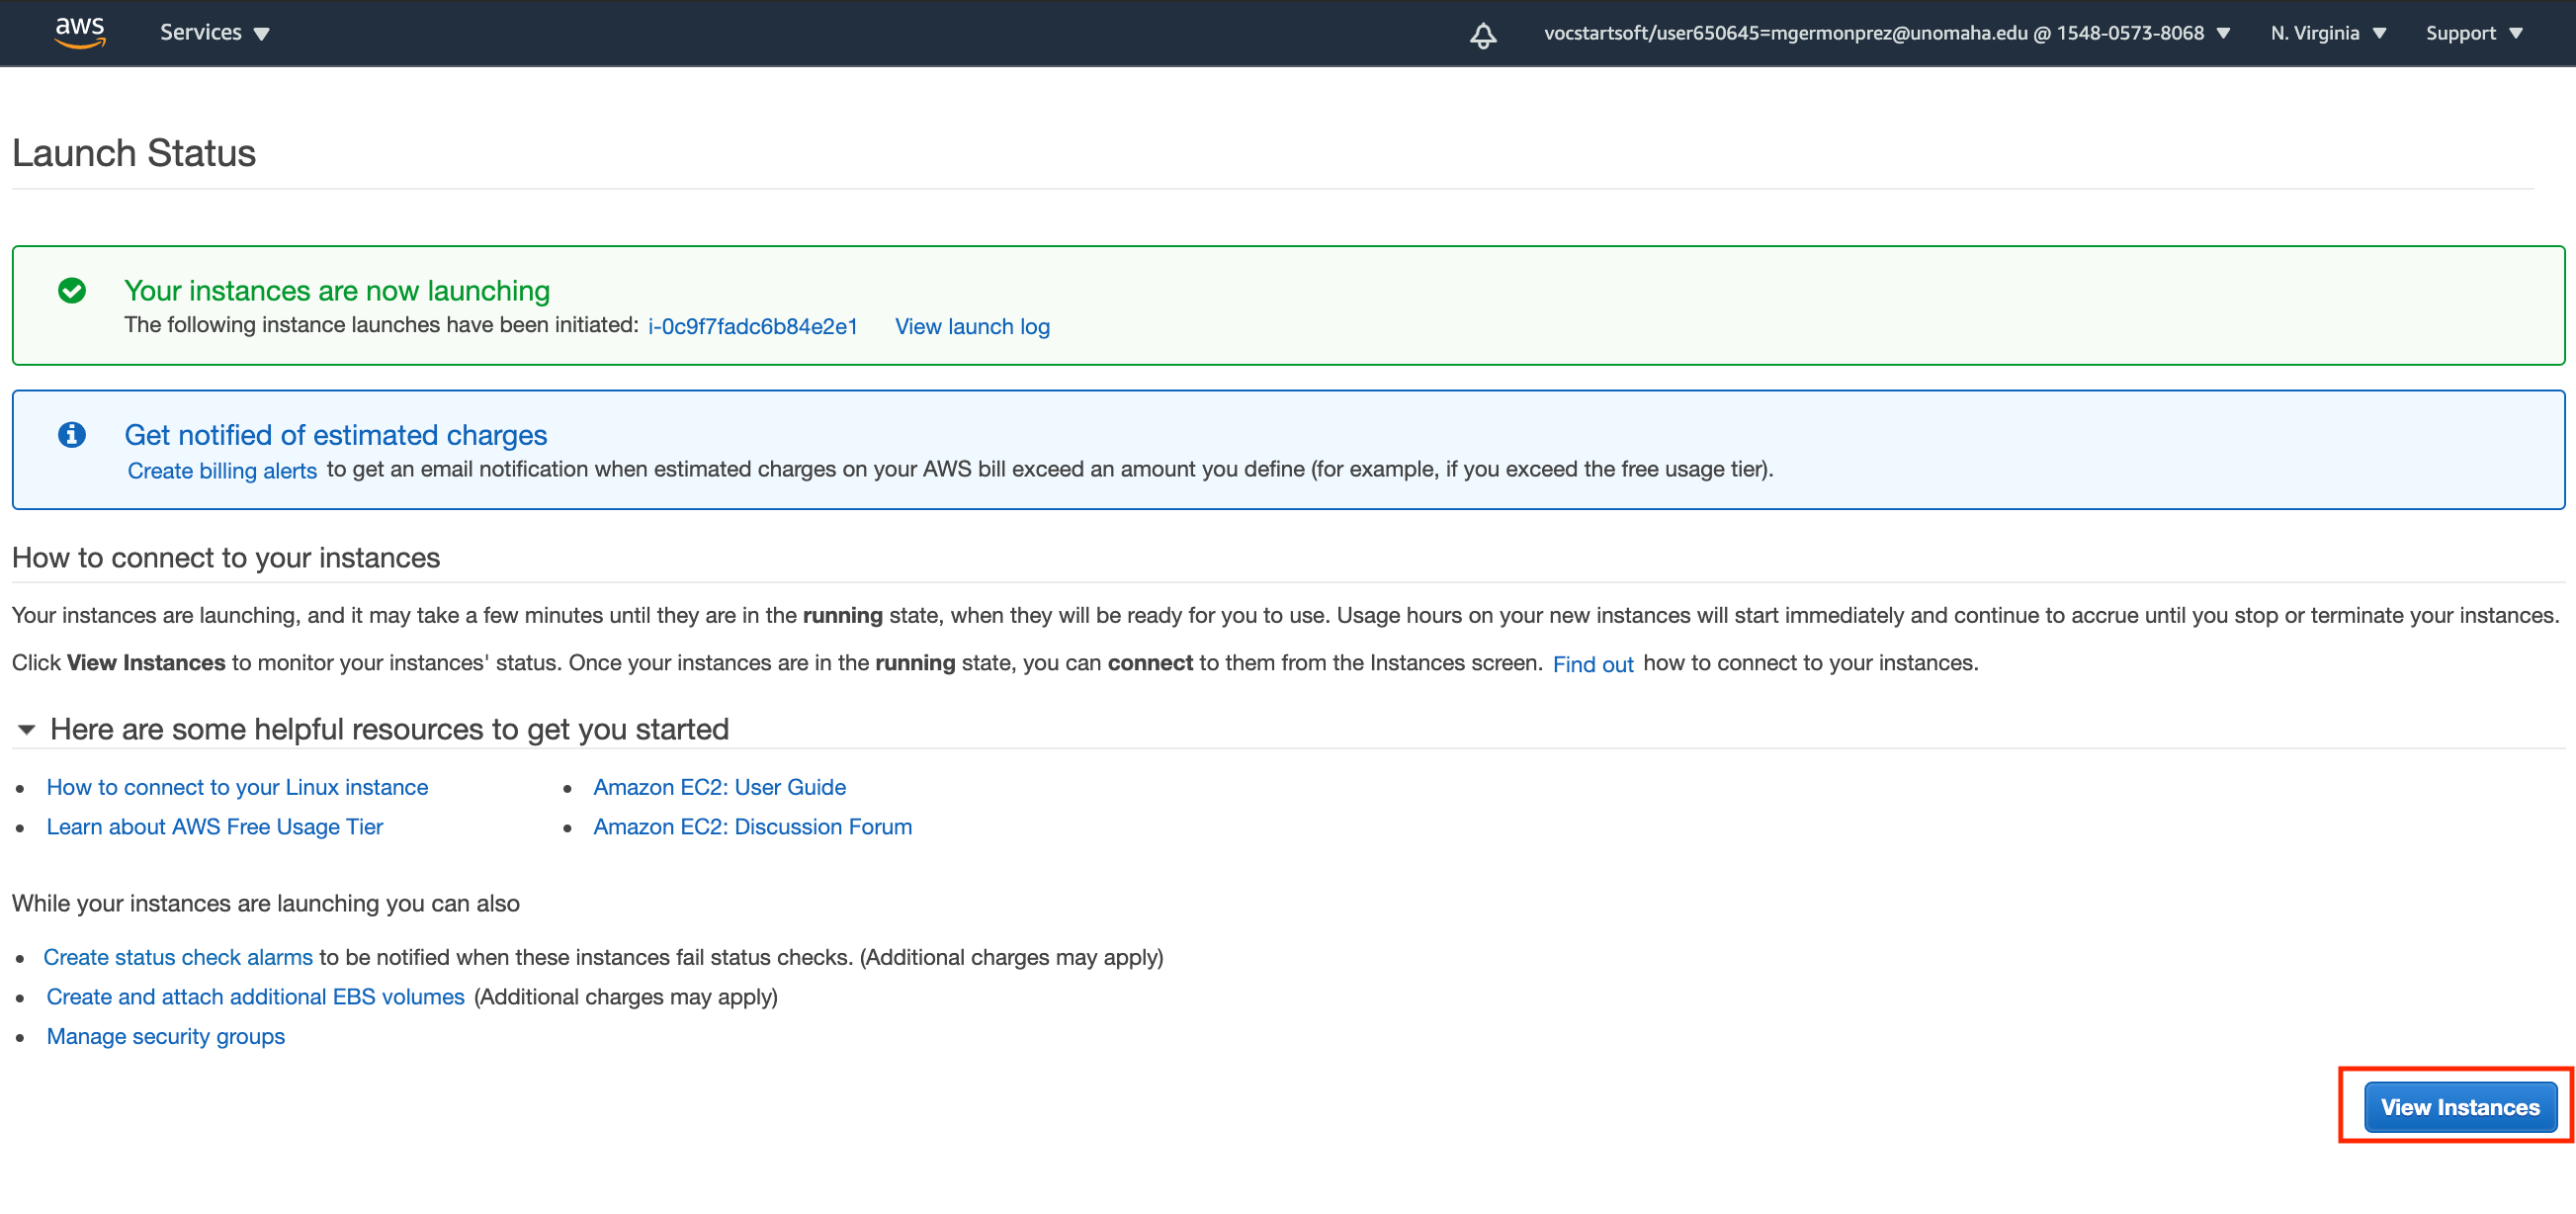 aws Services vocstartsoft/user650645=mgermonprez@unomaha.edu @ 1548-0573-8068 N. Virginia Support
Launch Status
Your instances are now launching
The following instance launches have been initiated: i-0c9f7fadc6b84e2e1 View launch log
Get notified of estimated charges
Create billing alerts to get an email notification when estimated charges on your AWS bill exceed an amount you define (for example, if you exceed the free usage tier).
How to connect to your instances
Your instances are launching, and it may take a few minutes until they are in the running state, when they will be ready for you to use. Usage hours on your new instances will start immediately and continue to accrue until you stop or terminate your instances.
Click View Instances to monitor your instances' status. Once your instances are in the running state, you can connect to them from the Instances screen. Find out how to connect to your instances.
Here are some helpful resources to get you started
• How to connect to your Linux instance • Amazon EC2: User Guide
• Learn about AWS Free Usage Tier • Amazon EC2: Discussion Forum
While your instances are launching you can also
• Create status check alarms to be notified when these instances fail status checks. (Additional charges may apply)
• Create and attach additional EBS volumes (Additional charges may apply)
• Manage security groups
View Instances